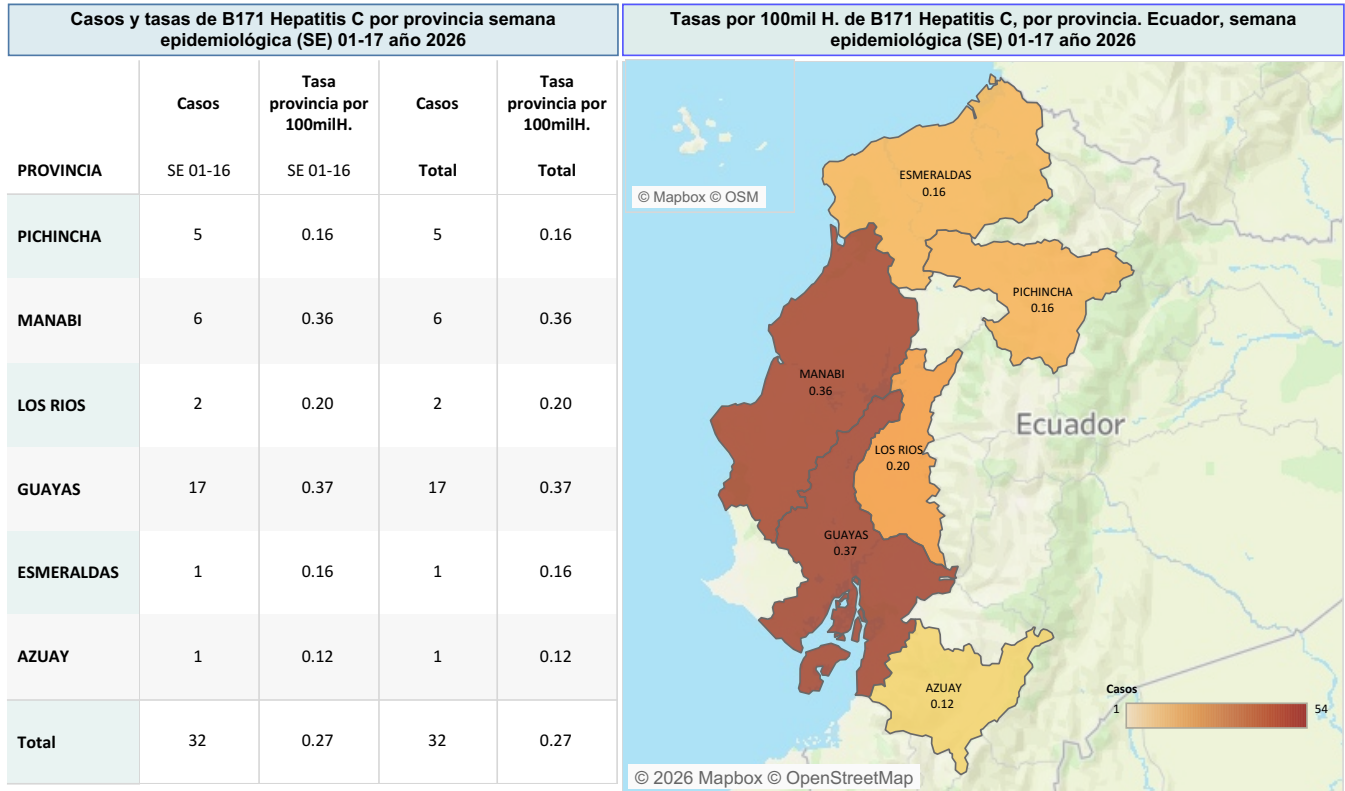 Casos y tasas de B171 Hepatitis C por provincia semana
epidemiológica (SE) 01-17 año 2026
Casos
Tasa
provincia por
100milH.
Casos
Tasa
provincia por
100milH.
PROVINCIA SE 01-16 SE 01-16 Total Total
PICHINCHA 5 0.16 5 0.16
MANABI 6 0.36 6 0.36
LOS RIOS 2 0.20 2 0.20
GUAYAS 17 0.37 17 0.37
ESMERALDAS 1 0.16 1 0.16
AZUAY 1 0.12 1 0.12
Total 32 0.27 32 0.27
Tasas por 100mil H. de B171 Hepatitis C, por provincia. Ecuador, semana
epidemiológica (SE) 01-17 año 2026
© Mapbox © OSM
ESMERALDAS
0.16
PICHINCHA
0.16
MANABI
0.36
Ecuador
LOS RIOS
0.20
GUAYAS
0.37
AZUAY
0.12
Casos
1 54
© 2026 Mapbox © OpenStreetMap